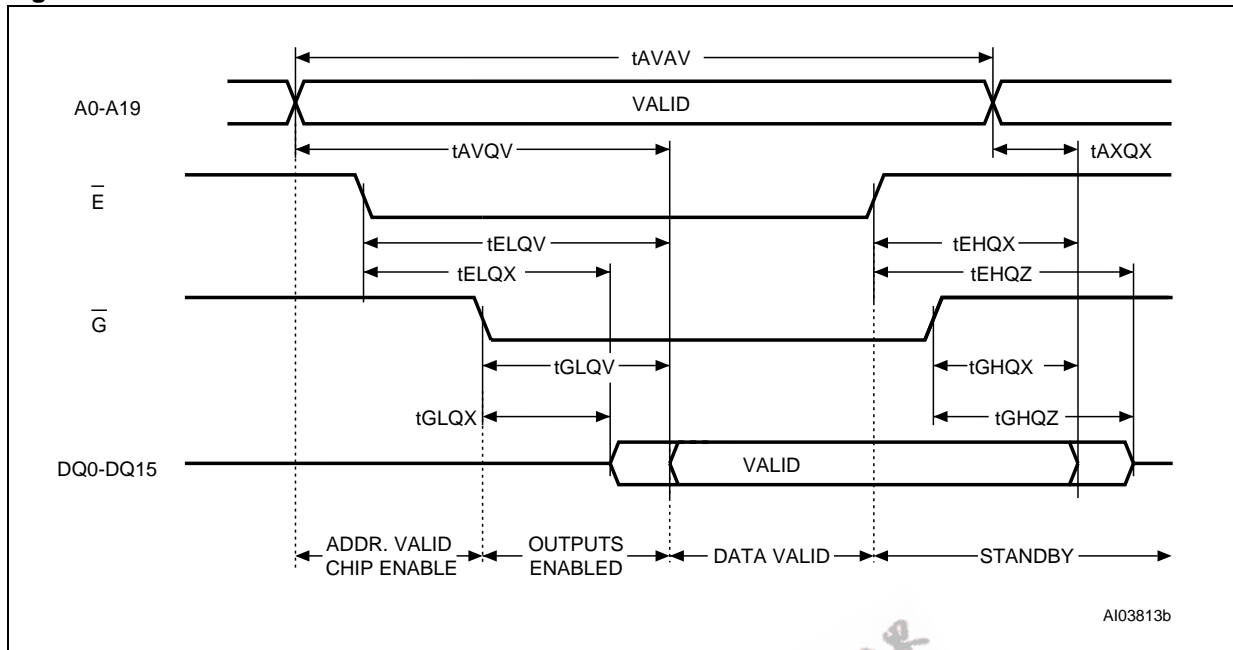 tAVAV
A0-A19
VALID
tAVQV
tAXQX
E
tELQV
tEHQX
tELQX
tEHQZ
G
tGLQV
tGHQX
tGLQX
tGHQZ
DQ0-DQ15
VALID
ADDR. VALID
CHIP ENABLE
OUTPUTS
ENABLED
DATA VALID
STANDBY
AI03813b